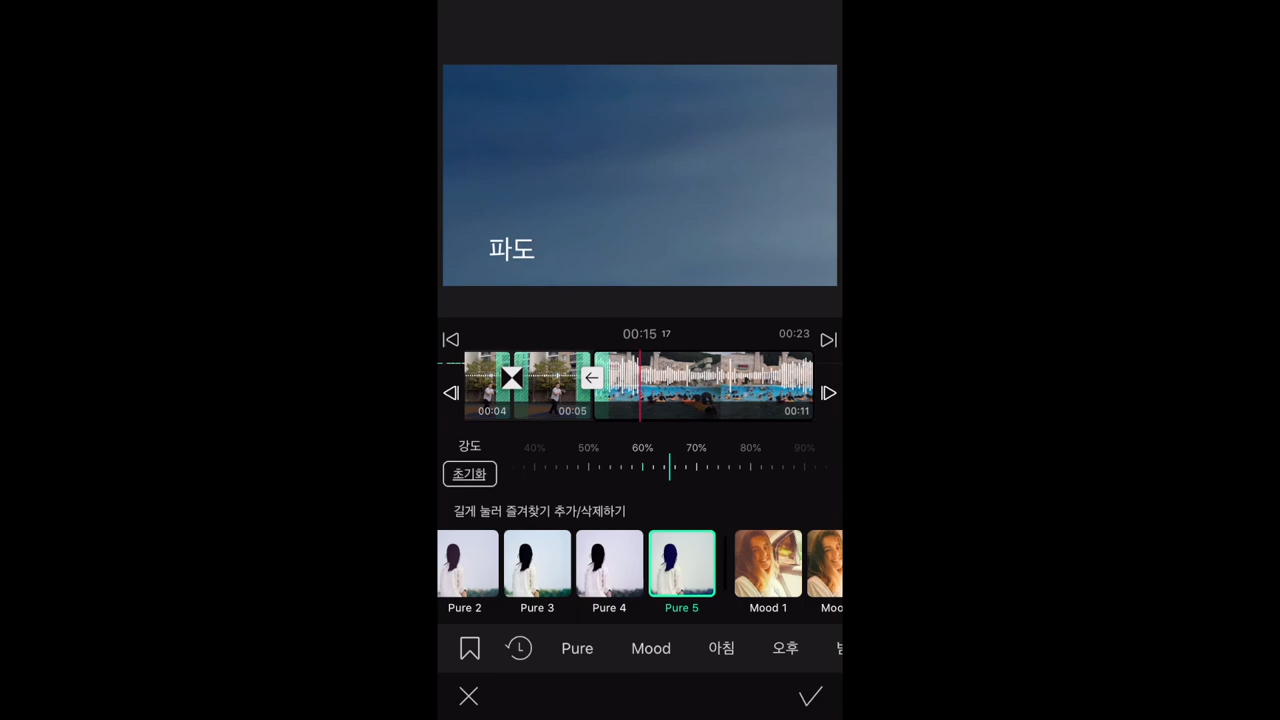 파도
00:15 17
00:23
00:04
00:05
00:11
강도
40% 50% 60% 70% 80% 90%
초기화
길게 눌러 즐겨찾기 추가/삭제하기
Pure 2
Pure 3
Pure 4
Pure 5
Mood 1
Moo
Pure
Mood
아침
오후